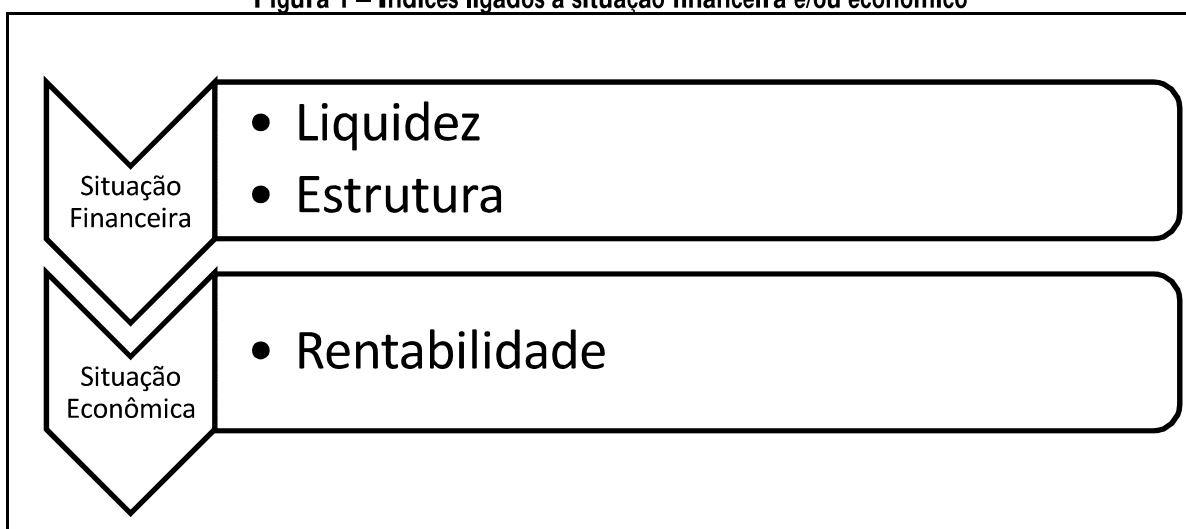 Figura 1 – Índices ligados a situação financeira e/ou econômico
• Liquidez
• Estrutura
Situação
Financeira
• Rentabilidade
Situação
Econômica